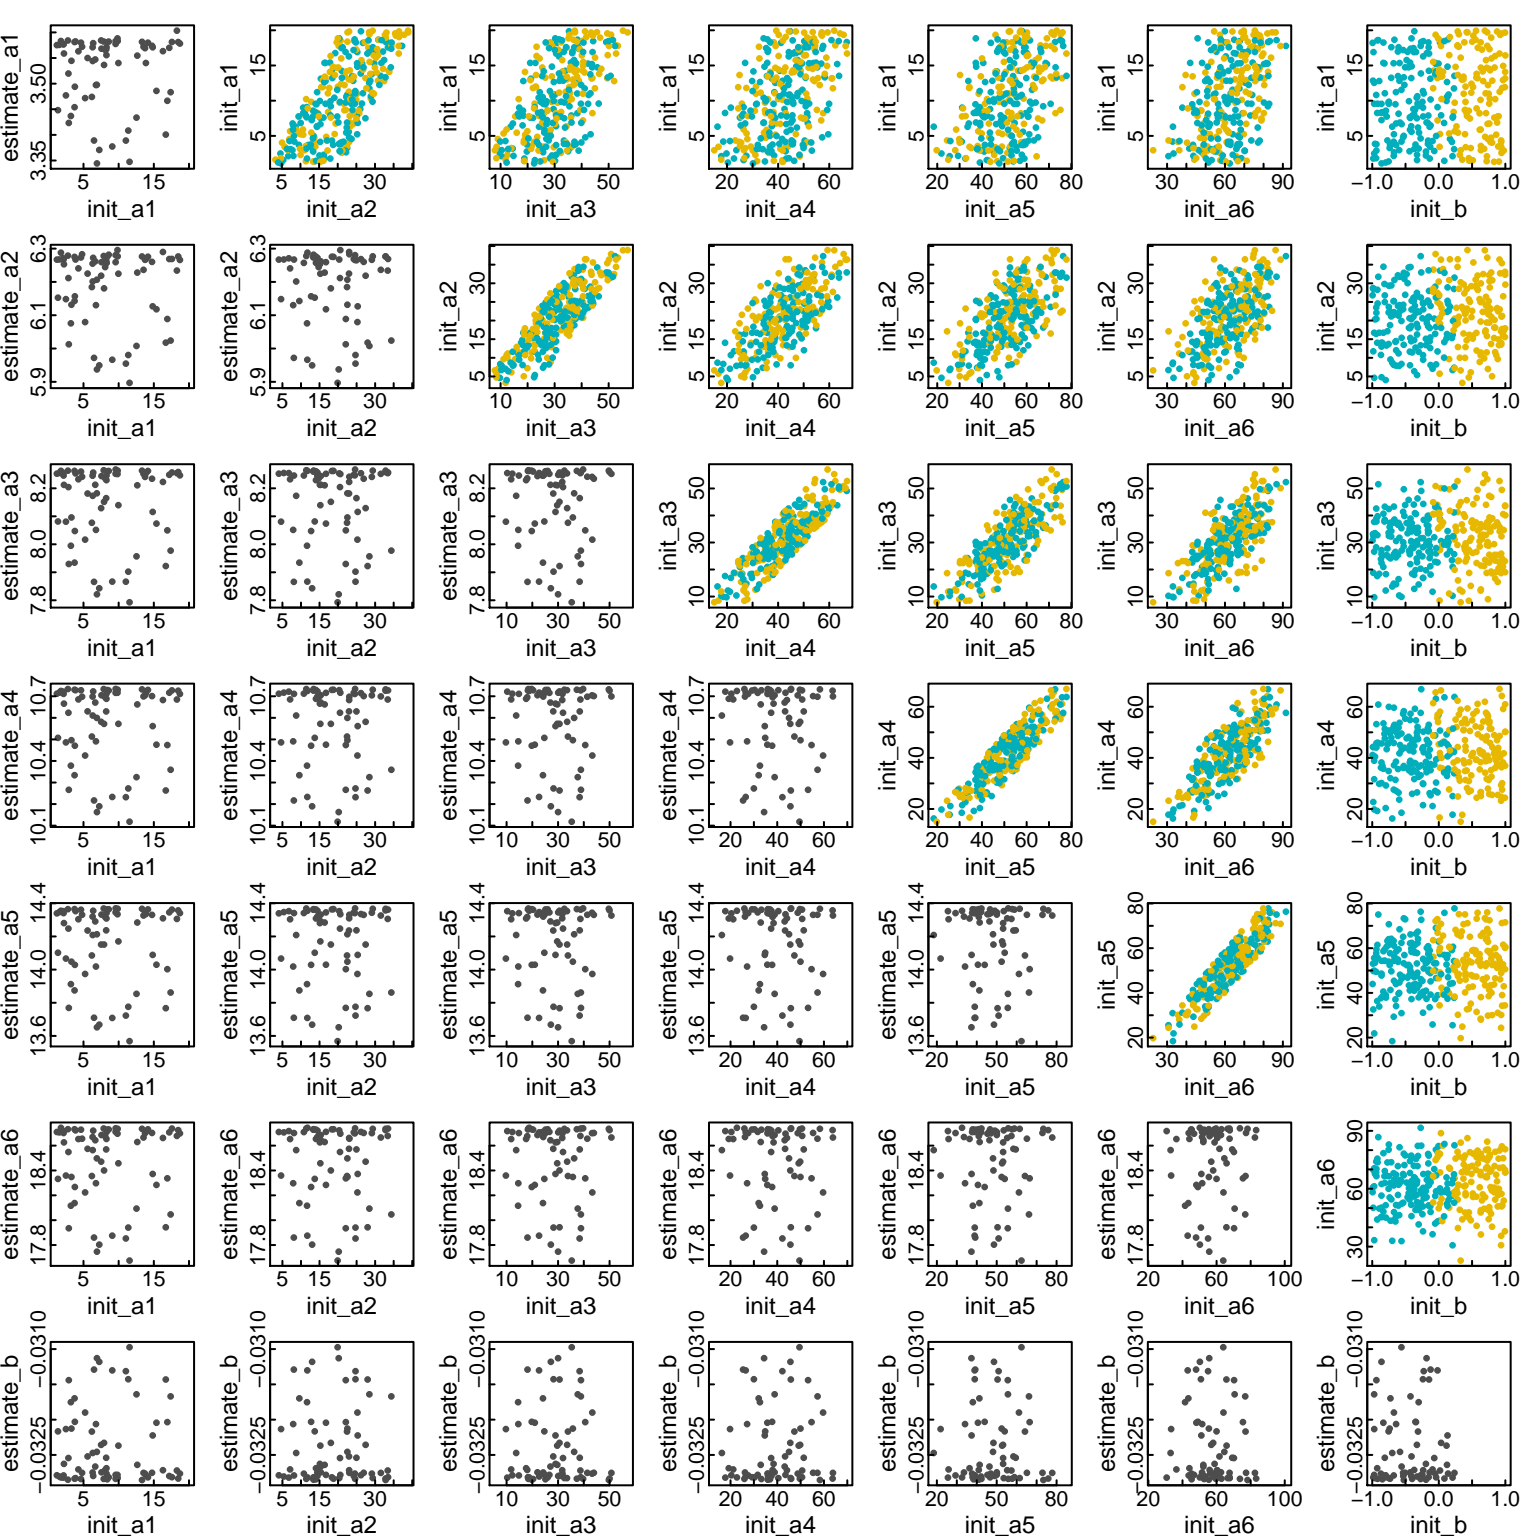 estimate_a1
3.35 3.50
5 15
init_a1
init_a1
5 15
5 15 30
init_a2
init_a1
5 15
10 30 50
init_a3
init_a1
5 15
20 40 60
init_a4
init_a1
5 15
20 40 60 80
init_a5
init_a1
5 15
30 60 90
init_a6
init_a1
5 15
−1.0 0.0 1.0
init_b
estimate_a2
5.9 6.1 6.3
5 15
init_a1
estimate_a2
5.9 6.1 6.3
5 15 30
init_a2
init_a2
5 15 30
10 30 50
init_a3
init_a2
5 15 30
20 40 60
init_a4
init_a2
5 15 30
20 40 60 80
init_a5
init_a2
5 15 30
30 60 90
init_a6
init_a2
5 15 30
−1.0 0.0 1.0
init_b
estimate_a3
7.8 8.0 8.2
5 15
init_a1
estimate_a3
7.8 8.0 8.2
5 15 30
init_a2
estimate_a3
7.8 8.0 8.2
10 30 50
init_a3
init_a3
10 30 50
20 40 60
init_a4
init_a3
10 30 50
20 40 60 80
init_a5
init_a3
10 30 50
30 60 90
init_a6
init_a3
10 30 50
−1.0 0.0 1.0
init_b
estimate_a4
10.1 10.4 10.7
5 15
init_a1
estimate_a4
10.1 10.4 10.7
5 15 30
init_a2
estimate_a4
10.1 10.4 10.7
10 30 50
init_a3
estimate_a4
10.1 10.4 10.7
20 40 60
init_a4
init_a4
20 40 60
20 40 60 80
init_a5
init_a4
20 40 60
30 60 90
init_a6
init_a4
20 40 60
−1.0 0.0 1.0
init_b
estimate_a5
13.6 14.0 14.4
5 15
init_a1
estimate_a5
13.6 14.0 14.4
5 15 30
init_a2
estimate_a5
13.6 14.0 14.4
10 30 50
init_a3
estimate_a5
13.6 14.0 14.4
20 40 60
init_a4
estimate_a5
13.6 14.0 14.4
20 50 80
init_a5
init_a5
20 40 60 80
30 60 90
init_a6
init_a5
20 40 60 80
−1.0 0.0 1.0
init_b
estimate_a6
17.8 18.4
5 15
init_a1
estimate_a6
17.8 18.4
5 15 30
init_a2
estimate_a6
17.8 18.4
10 30 50
init_a3
estimate_a6
17.8 18.4
20 40 60
init_a4
estimate_a6
17.8 18.4
20 50 80
init_a5
estimate_a6
17.8 18.4
20 60 100
init_a6
init_a6
30 60 90
−1.0 0.0 1.0
init_b
estimate_b
−0.0325 −0.0310
5 15
init_a1
estimate_b
−0.0325 −0.0310
5 15 30
init_a2
estimate_b
−0.0325 −0.0310
10 30 50
init_a3
estimate_b
−0.0325 −0.0310
20 40 60
init_a4
estimate_b
−0.0325 −0.0310
20 50 80
init_a5
estimate_b
−0.0325 −0.0310
20 60 100
init_a6
estimate_b
−0.0325 −0.0310
−1.0 0.0 1.0
init_b